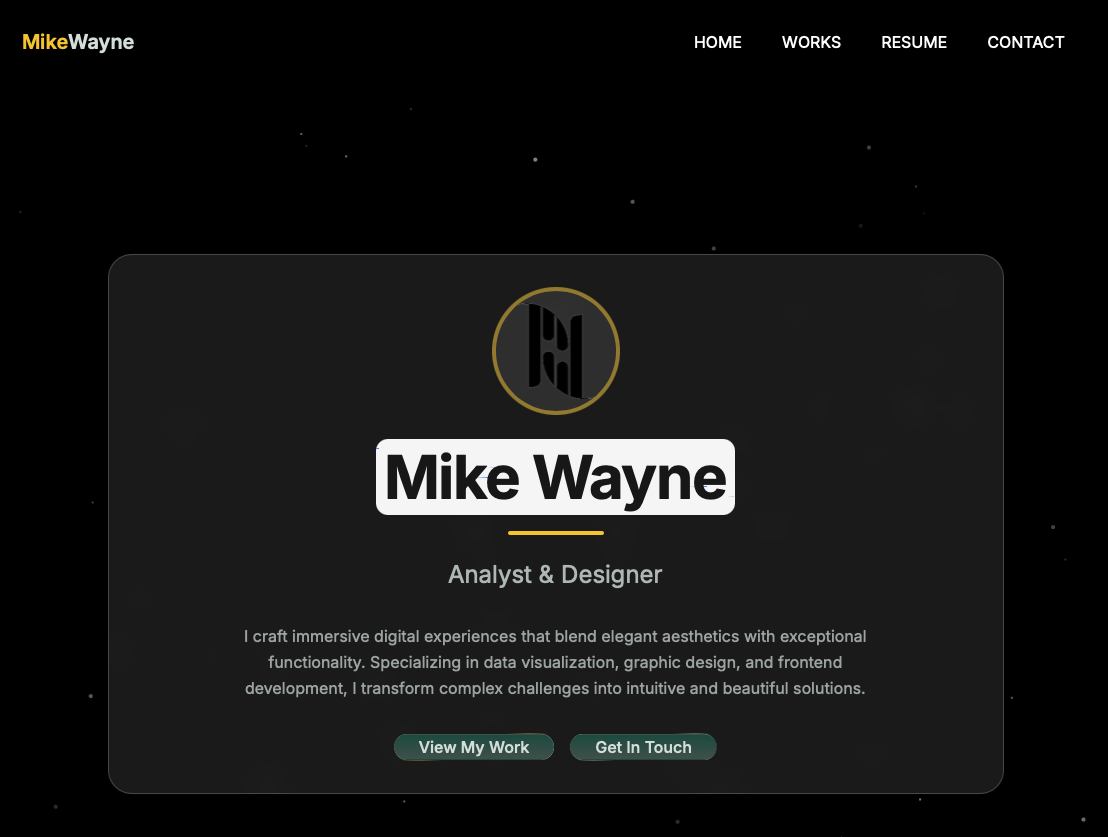 MikeWayne
HOME WORKS RESUME CONTACT
Mike Wayne
Analyst & Designer
I craft immersive digital experiences that blend elegant aesthetics with exceptional
functionality. Specializing in data visualization, graphic design, and frontend
development, I transform complex challenges into intuitive and beautiful solutions.
View My Work
Get In Touch